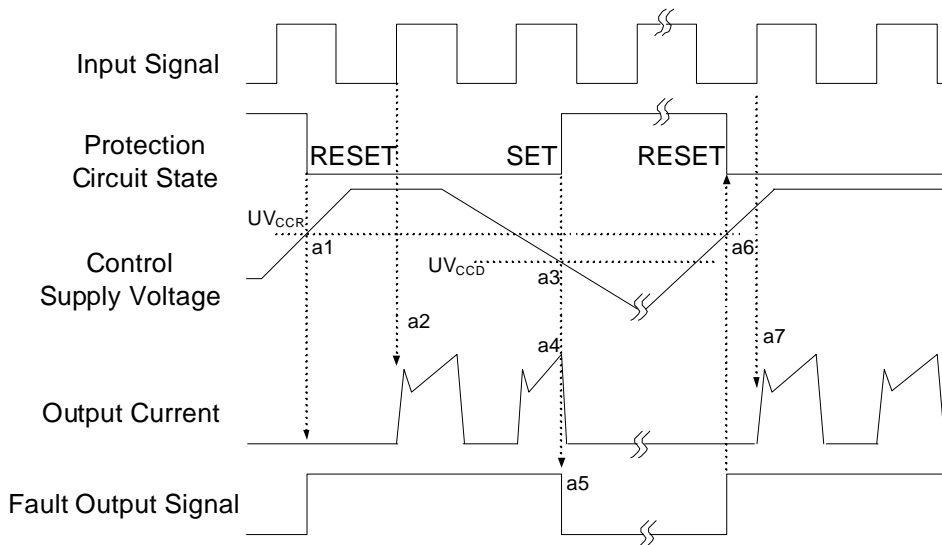 Input Signal
Protection
Circuit State
RESET
SET
RESET
UVCCR
a1
a6
Control
Supply Voltage
UVCCD
a3
a2
a4
a7
Output Current
Fault Output Signal
a5